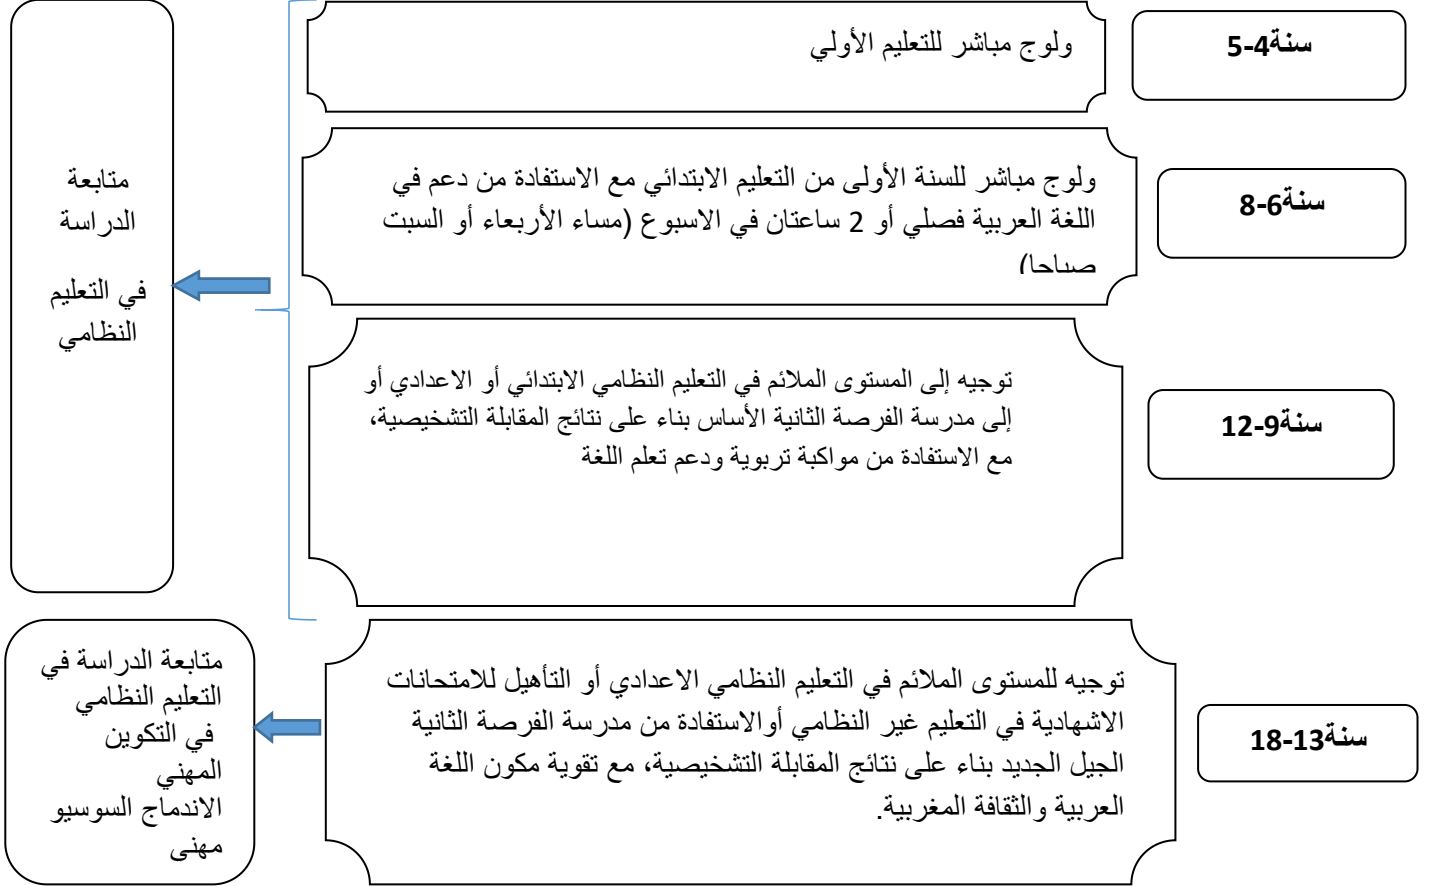 سنة4-5
ولوج مباشر للتعليم الأولي
سنة6-8
ولوج مباشر للسنة الأولى من التعليم الابتدائي مع الاستفادة من دعم في
اللغة العربية فصلي أو 2 ساعتان في الاسبوع (مساء الأربعاء أو السبت
صباحا)
سنة9-12
توجيه إلى المستوى الملائم في التعليم النظامي الابتدائي أو الاعدادي أو
إلى مدرسة الفرصة الثانية الأساس بناء على نتائج المقابلة التشخيصية،
مع الاستفادة من مواكبة تربوية ودعم تعلم اللغة
متابعة
الدراسة
في التعليم
النظامي
سنة13-18
توجيه للمستوى الملائم في التعليم النظامي الاعدادي أو التأهيل للامتحانات
الاشهادية في التعليم غير النظامي أوالاستفادة من مدرسة الفرصة الثانية
الجيل الجديد بناء على نتائج المقابلة التشخيصية، مع تقوية مكون اللغة
العربية والثقافة المغربية.
متابعة الدراسة في
التعليم النظامي
في التكوين
المهني
الاندماج السوسيو
مهني